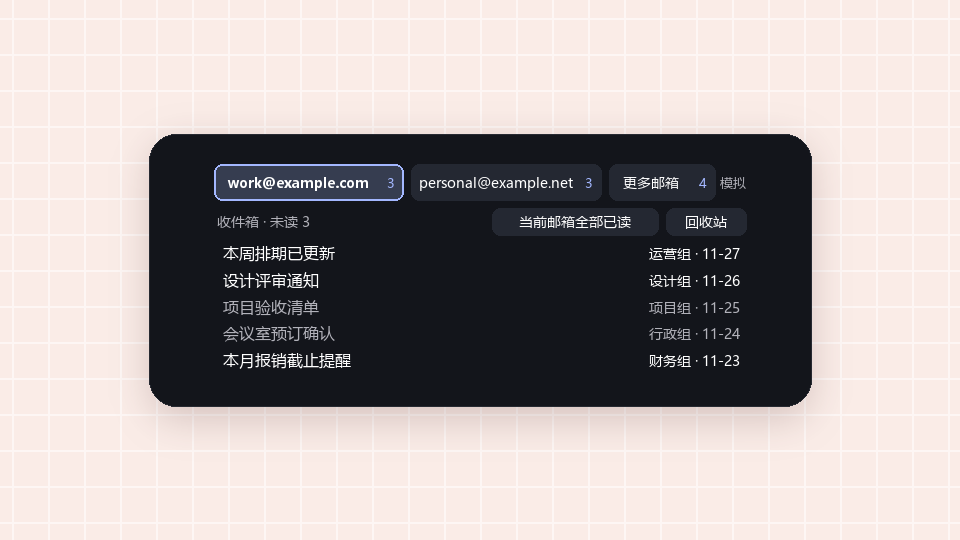 work@example.com 3 personal@example.net 3 更多邮箱 4 模拟
收件箱 · 未读 3 当前邮箱全部已读 回收站
本周排期已更新 运营组 · 11-27
设计评审通知 设计组 · 11-26
项目验收清单 项目组 · 11-25
会议室预订确认 行政组 · 11-24
本月报销截止提醒 财务组 · 11-23